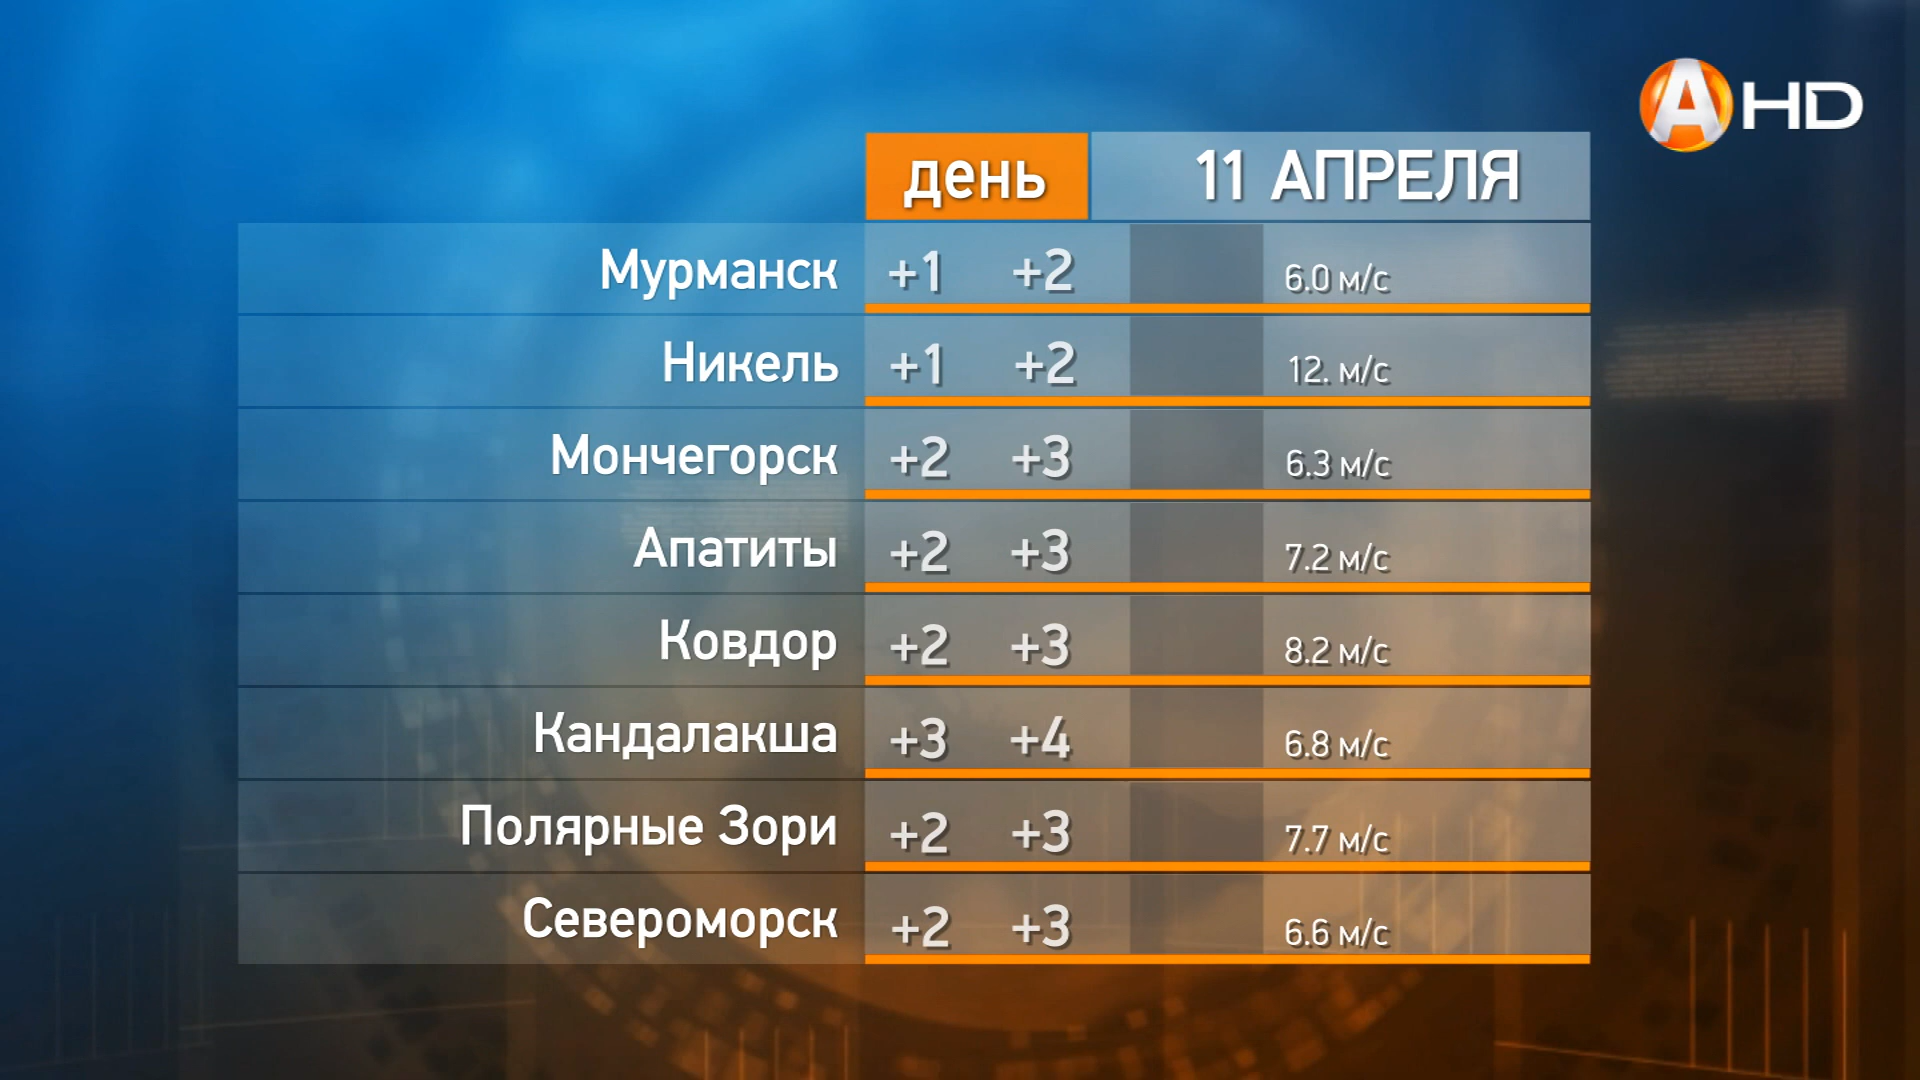 A HD
день 11 АПРЕЛЯ
Мурманск +1 +2 6.0 м/с
Никель +1 +2 12. м/с
Мончегорск +2 +3 6.3 м/с
Апатиты +2 +3 7.2 м/с
Ковдор +2 +3 8.2 м/с
Кандалакша +3 +4 6.8 м/с
Полярные Зори +2 +3 7.7 м/с
Североморск +2 +3 6.6 м/с